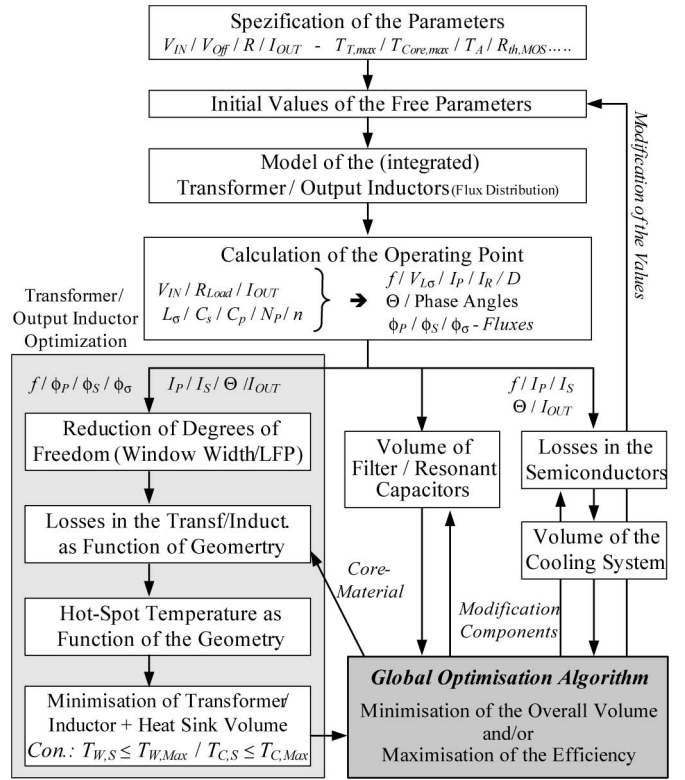 Spezification of the Parameters
V_IN / V_Off / R / I_OUT - T_T,max / T_Core,max / T_A / R_th,MOS.....
Initial Values of the Free Parameters
Modification of the Values
Model of the (integrated)
Transformer / Output Inductors (Flux Distribution)
Calculation of the Operating Point
V_IN / R_Load / I_OUT
L_σ / C_s / C_p / N_P / n
f / V_Lσ / I_P / I_R / D
Θ / Phase Angles
ϕ_P / ϕ_S / ϕ_σ - Fluxes
Transformer/
Output Inductor
Optimization
f / ϕ_P / ϕ_S / ϕ_σ
I_P / I_S / Θ / I_OUT
f / I_P / I_S
Θ / I_OUT
Reduction of Degrees of
Freedom (Window Width/LFP)
Volume of
Filter / Resonant
Capacitors
Losses in the
Semiconductors
Losses in the Transf/Induct.
as Function of Geomertry
Volume of the
Cooling System
Core-
Material
Modification
Components
Hot-Spot Temperature as
Function of the Geometry
Minimisation of Transformer/
Inductor + Heat Sink Volume
Con.: T_W,S ≤ T_W,Max / T_C,S ≤ T_C,Max
Global Optimisation Algorithm
Minimisation of the Overall Volume
and/or
Maximisation of the Efficiency